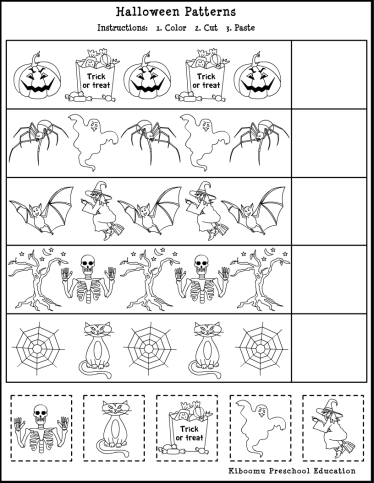 Halloween Patterns
Instructions: 1. Color 2. Cut 3. Paste
Trick
or treat
Trick
or treat
Trick
or treat
Kiboomu Preschool Education